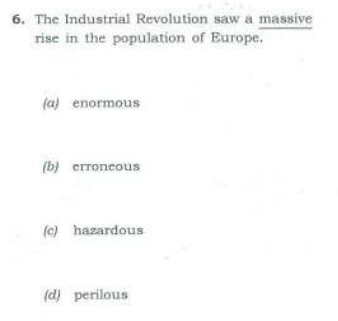 6. The Industrial Revolution saw a massive
rise in the population of Europe.
(a) enormous
(b) erroneous
(c) hazardous
(d) perilous